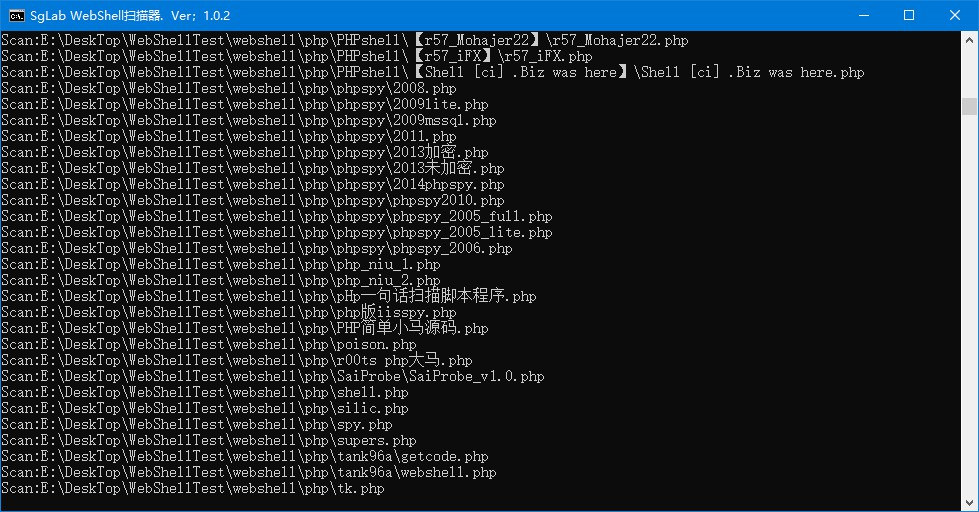 SgLab WebShell扫描器. Ver；1.0.2
Scan:E:\DeskTop\WebShellTest\webshell\php\PHPshell\【r57_Mohajer22】\r57_Mohajer22.php
Scan:E:\DeskTop\WebShellTest\webshell\php\PHPshell\【r57_iFX】\r57_iFX.php
Scan:E:\DeskTop\WebShellTest\webshell\php\PHPshell\【Shell [ci] .Biz was here】\Shell [ci] .Biz was here.php
Scan:E:\DeskTop\WebShellTest\webshell\php\phpspy\2008.php
Scan:E:\DeskTop\WebShellTest\webshell\php\phpspy\2009lite.php
Scan:E:\DeskTop\WebShellTest\webshell\php\phpspy\2009mssql.php
Scan:E:\DeskTop\WebShellTest\webshell\php\phpspy\2011.php
Scan:E:\DeskTop\WebShellTest\webshell\php\phpspy\2013加密.php
Scan:E:\DeskTop\WebShellTest\webshell\php\phpspy\2013未加密.php
Scan:E:\DeskTop\WebShellTest\webshell\php\phpspy\2014phpspy.php
Scan:E:\DeskTop\WebShellTest\webshell\php\phpspy\phpspy2010.php
Scan:E:\DeskTop\WebShellTest\webshell\php\phpspy\phpspy_2005_full.php
Scan:E:\DeskTop\WebShellTest\webshell\php\phpspy\phpspy_2005_lite.php
Scan:E:\DeskTop\WebShellTest\webshell\php\phpspy\phpspy_2006.php
Scan:E:\DeskTop\WebShellTest\webshell\php\php_niu_1.php
Scan:E:\DeskTop\WebShellTest\webshell\php\php_niu_2.php
Scan:E:\DeskTop\WebShellTest\webshell\php\pHp一句话扫描脚本程序.php
Scan:E:\DeskTop\WebShellTest\webshell\php\php版iisspy.php
Scan:E:\DeskTop\WebShellTest\webshell\php\PHP简单小马源码.php
Scan:E:\DeskTop\WebShellTest\webshell\php\poison.php
Scan:E:\DeskTop\WebShellTest\webshell\php\r00ts php大马.php
Scan:E:\DeskTop\WebShellTest\webshell\php\SaiProbe\SaiProbe_v1.0.php
Scan:E:\DeskTop\WebShellTest\webshell\php\shell.php
Scan:E:\DeskTop\WebShellTest\webshell\php\silic.php
Scan:E:\DeskTop\WebShellTest\webshell\php\spy.php
Scan:E:\DeskTop\WebShellTest\webshell\php\supers.php
Scan:E:\DeskTop\WebShellTest\webshell\php\tank96a\getcode.php
Scan:E:\DeskTop\WebShellTest\webshell\php\tank96a\webshell.php
Scan:E:\DeskTop\WebShellTest\webshell\php\tk.php